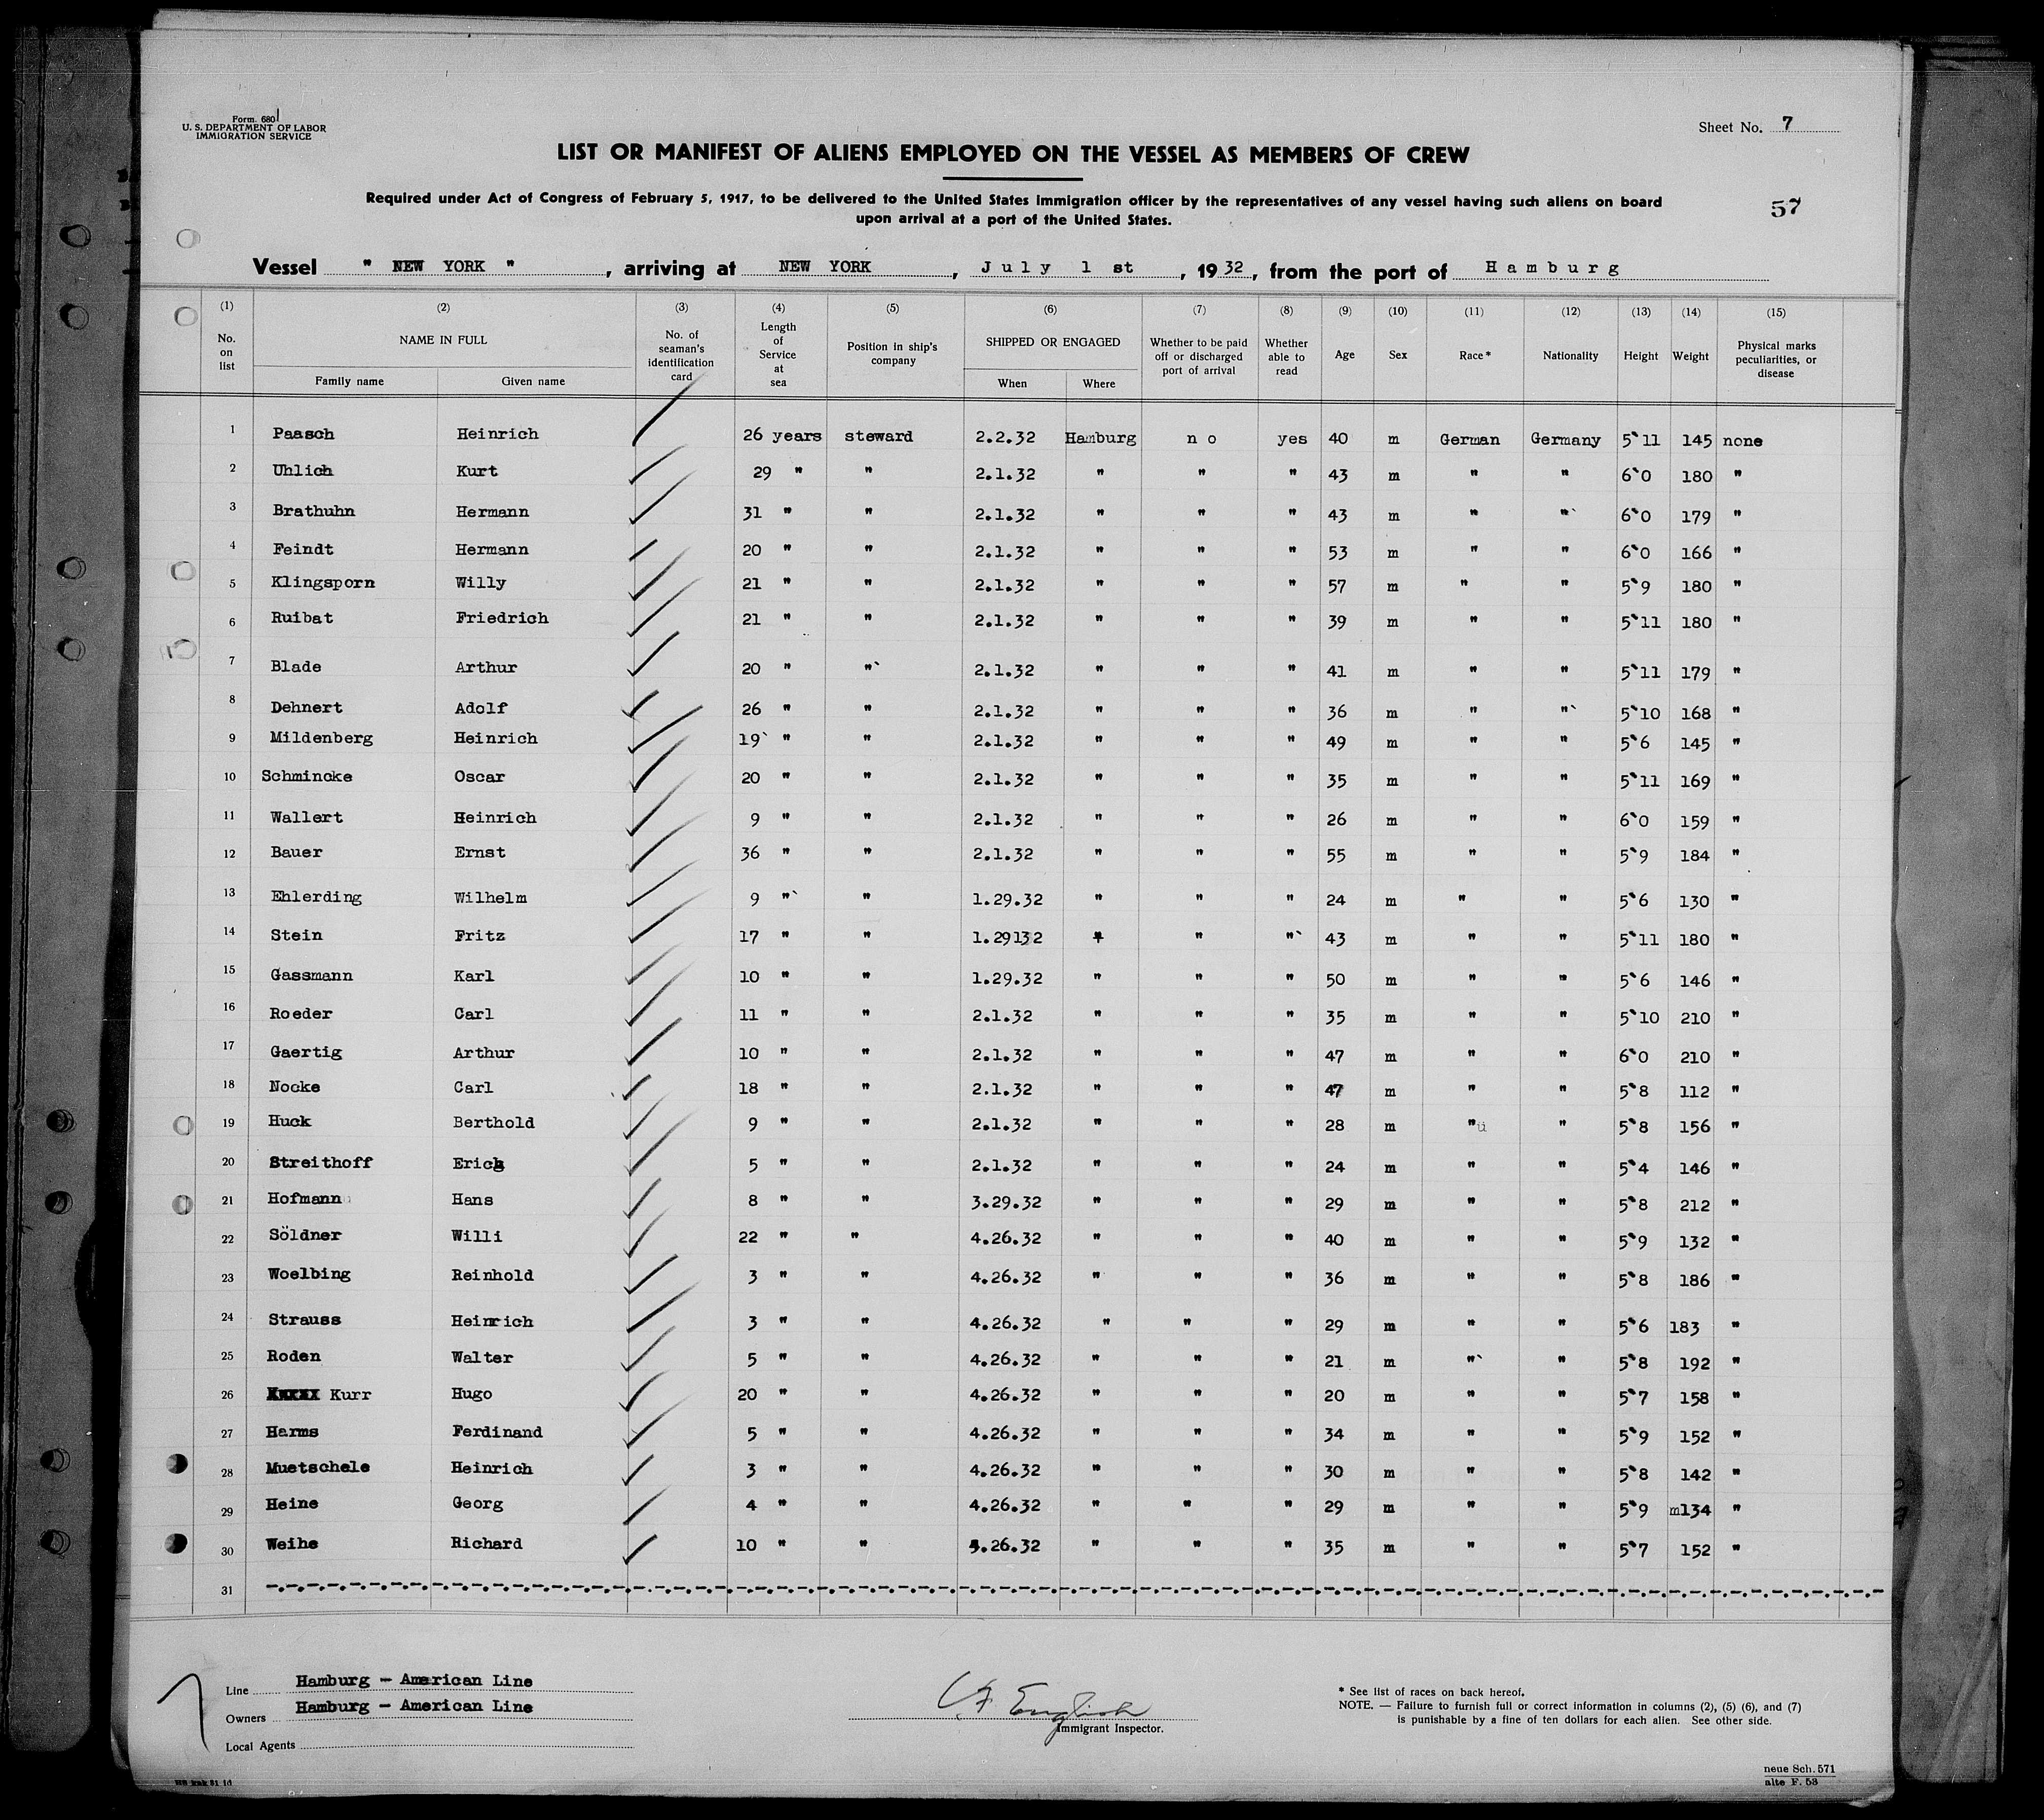 Form 680
U. S. DEPARTMENT OF LABOR
IMMIGRATION SERVICE
Sheet No. 7
LIST OR MANIFEST OF ALIENS EMPLOYED ON THE VESSEL AS MEMBERS OF CREW
Required under Act of Congress of February 5, 1917, to be delivered to the United States immigration officer by the representatives of any vessel having such aliens on board
upon arrival at a port of the United States.
57
Vessel " NEW YORK ", arriving at NEW YORK, July 1 st, 1932, from the port of Hamburg
(1) (2) (3) (4) (5) (6) (7) (8) (9) (10) (11) (12) (13) (14) (15)
No. on list NAME IN FULL Family name Given name No. of seaman's identification card Length of Service at sea Position in ship's company SHIPPED OR ENGAGED When Where Whether to be paid off or discharged port of arrival Whether able to read Age Sex Race* Nationality Height Weight Physical marks peculiarities, or disease
1 Paasch Heinrich 26 years steward 2.2.32 Hamburg no yes 40 m German Germany 5'11 145 none
2 Uhlich Kurt 29 " " 2.1.32 " " " 43 m " " 6'0 180 "
3 Brathuhn Hermann 31 " " 2.1.32 " " " 43 m " " 6'0 179 "
4 Feindt Hermann 20 " " 2.1.32 " " " 53 m " " 6'0 166 "
5 Klingsporn Willy 21 " " 2.1.32 " " " 57 m " " 5'9 180 "
6 Ruibat Friedrich 21 " " 2.1.32 " " " 39 m " " 5'11 180 "
7 Blade Arthur 20 " " 2.1.32 " " " 41 m " " 5'11 179 "
8 Dehnert Adolf 26 " " 2.1.32 " " " 36 m " " 5'10 168 "
9 Mildenberg Heinrich 19 " " 2.1.32 " " " 49 m " " 5'6 145 "
10 Schmincke Oscar 20 " " 2.1.32 " " " 35 m " " 5'11 169 "
11 Wallert Heinrich 9 " " 2.1.32 " " " 26 m " " 6'0 159 "
12 Bauer Ernst 36 " " 2.1.32 " " " 55 m " " 5'9 184 "
13 Ehlerding Wilhelm 9 " " 1.29.32 " " " 24 m " " 5'6 130 "
14 Stein Fritz 17 " " 1.29132 " " " 43 m " " 5'11 180 "
15 Gassmann Karl 10 " " 1.29.32 " " " 50 m " " 5'6 146 "
16 Roeder Carl 11 " " 2.1.32 " " " 35 m " " 5'10 210 "
17 Gaertig Arthur 10 " " 2.1.32 " " " 47 m " " 6'0 210 "
18 Nocke Carl 18 " " 2.1.32 " " " 47 m " " 5'8 112 "
19 Huck Berthold 9 " " 2.1.32 " " " 28 m "ü " 5'8 156 "
20 Streithoff Erich 5 " " 2.1.32 " " " 24 m " " 5'4 146 "
21 Hofmann Hans 8 " " 3.29.32 " " " 29 m " " 5'8 212 "
22 Söldner Willi 22 " " 4.26.32 " " " 40 m " " 5'9 132 "
23 Woelbing Reinhold 3 " " 4.26.32 " " " 36 m " " 5'8 186 "
24 Strauss Heinrich 3 " " 4.26.32 " " " 29 m " " 5'6 183 "
25 Roden Walter 5 " " 4.26.32 " " " 21 m " " 5'8 192 "
26 Kurr Hugo 20 " " 4.26.32 " " " 20 m " " 5'7 158 "
27 Harms Ferdinand 5 " " 4.26.32 " " " 34 m " " 5'9 152 "
28 Muetschele Heinrich 3 " " 4.26.32 " " " 30 m " " 5'8 142 "
29 Heine Georg 4 " " 4.26.32 " " " 29 m " " 5'9 m134 "
30 Weihe Richard 10 " " 4.26.32 " " " 35 m " " 5'7 152 "
31
Line Hamburg - American Line
Owners Hamburg - American Line
Local Agents
English
Immigrant Inspector.
* See list of races on back hereof.
NOTE. — Failure to furnish full or correct information in columns (2), (5) (6), and (7)
is punishable by a fine of ten dollars for each alien. See other side.
neue Sch. 571
alte F. 53